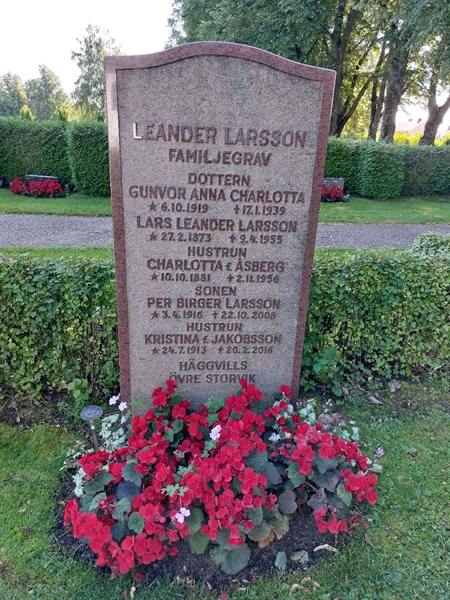 LEANDER LARSSON
FAMILJEGRAV
DOTTERN
GUNVOR ANNA CHARLOTTA
★ 6.10.1919 ✝ 17.1.1939
LARS LEANDER LARSSON
★ 27.2.1873 ✝ 9.4.1955
HUSTRUN
CHARLOTTA F. ÅSBERG
★ 10.10.1881 ✝ 2.11.1956
SONEN
PER BIRGER LARSSON
★ 3.4.1916 ✝ 22.10.2008
HUSTRUN
KRISTINA F. JAKOBSSON
★ 24.7.1913 ✝ 20.2.2016
HÄGGVILLS
ÖVRE STORVIK